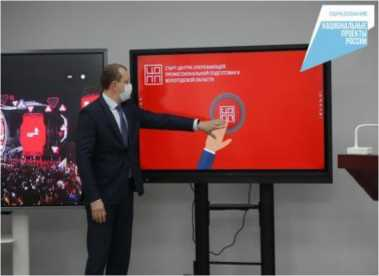 ОБРАЗОВАНИЕ
НАЦИОНАЛЬНЫЕ
ПРОЕКТЫ
РОССИИ
ЦОПП
СТАРТ ЦЕНТРА ОПЕРЕЖАЮЩЕЙ
ПРОФЕССИОНАЛЬНОЙ ПОДГОТОВКИ В
ВОЛОГОДСКОЙ ОБЛАСТИ